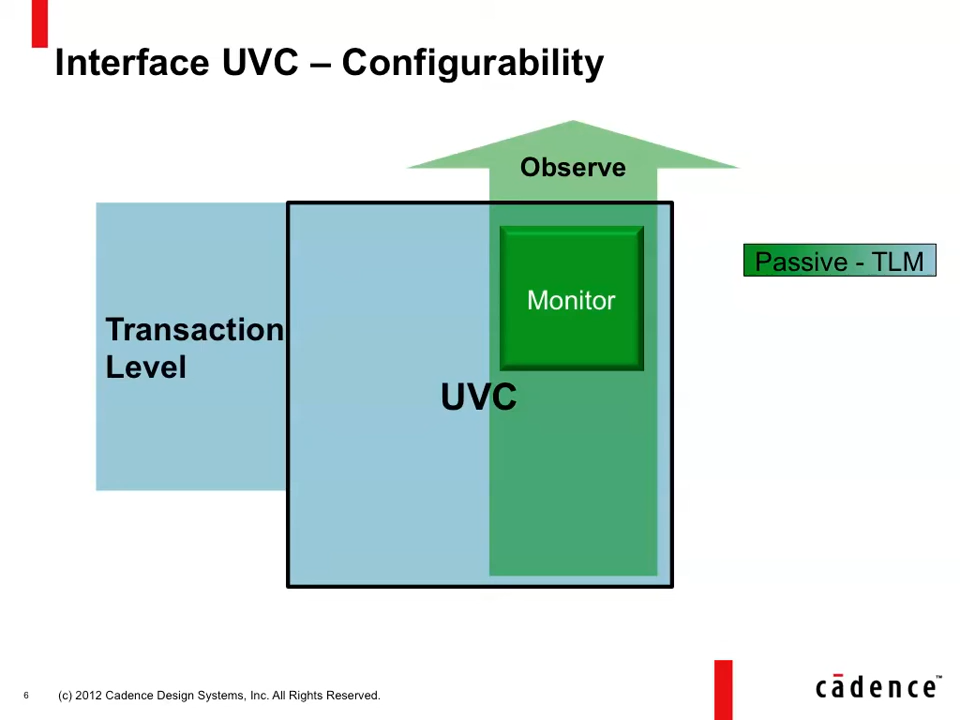 Interface UVC – Configurability
Observe
Passive - TLM
Monitor
Transaction
Level
UVC
6
(c) 2012 Cadence Design Systems, Inc. All Rights Reserved.
cādence™